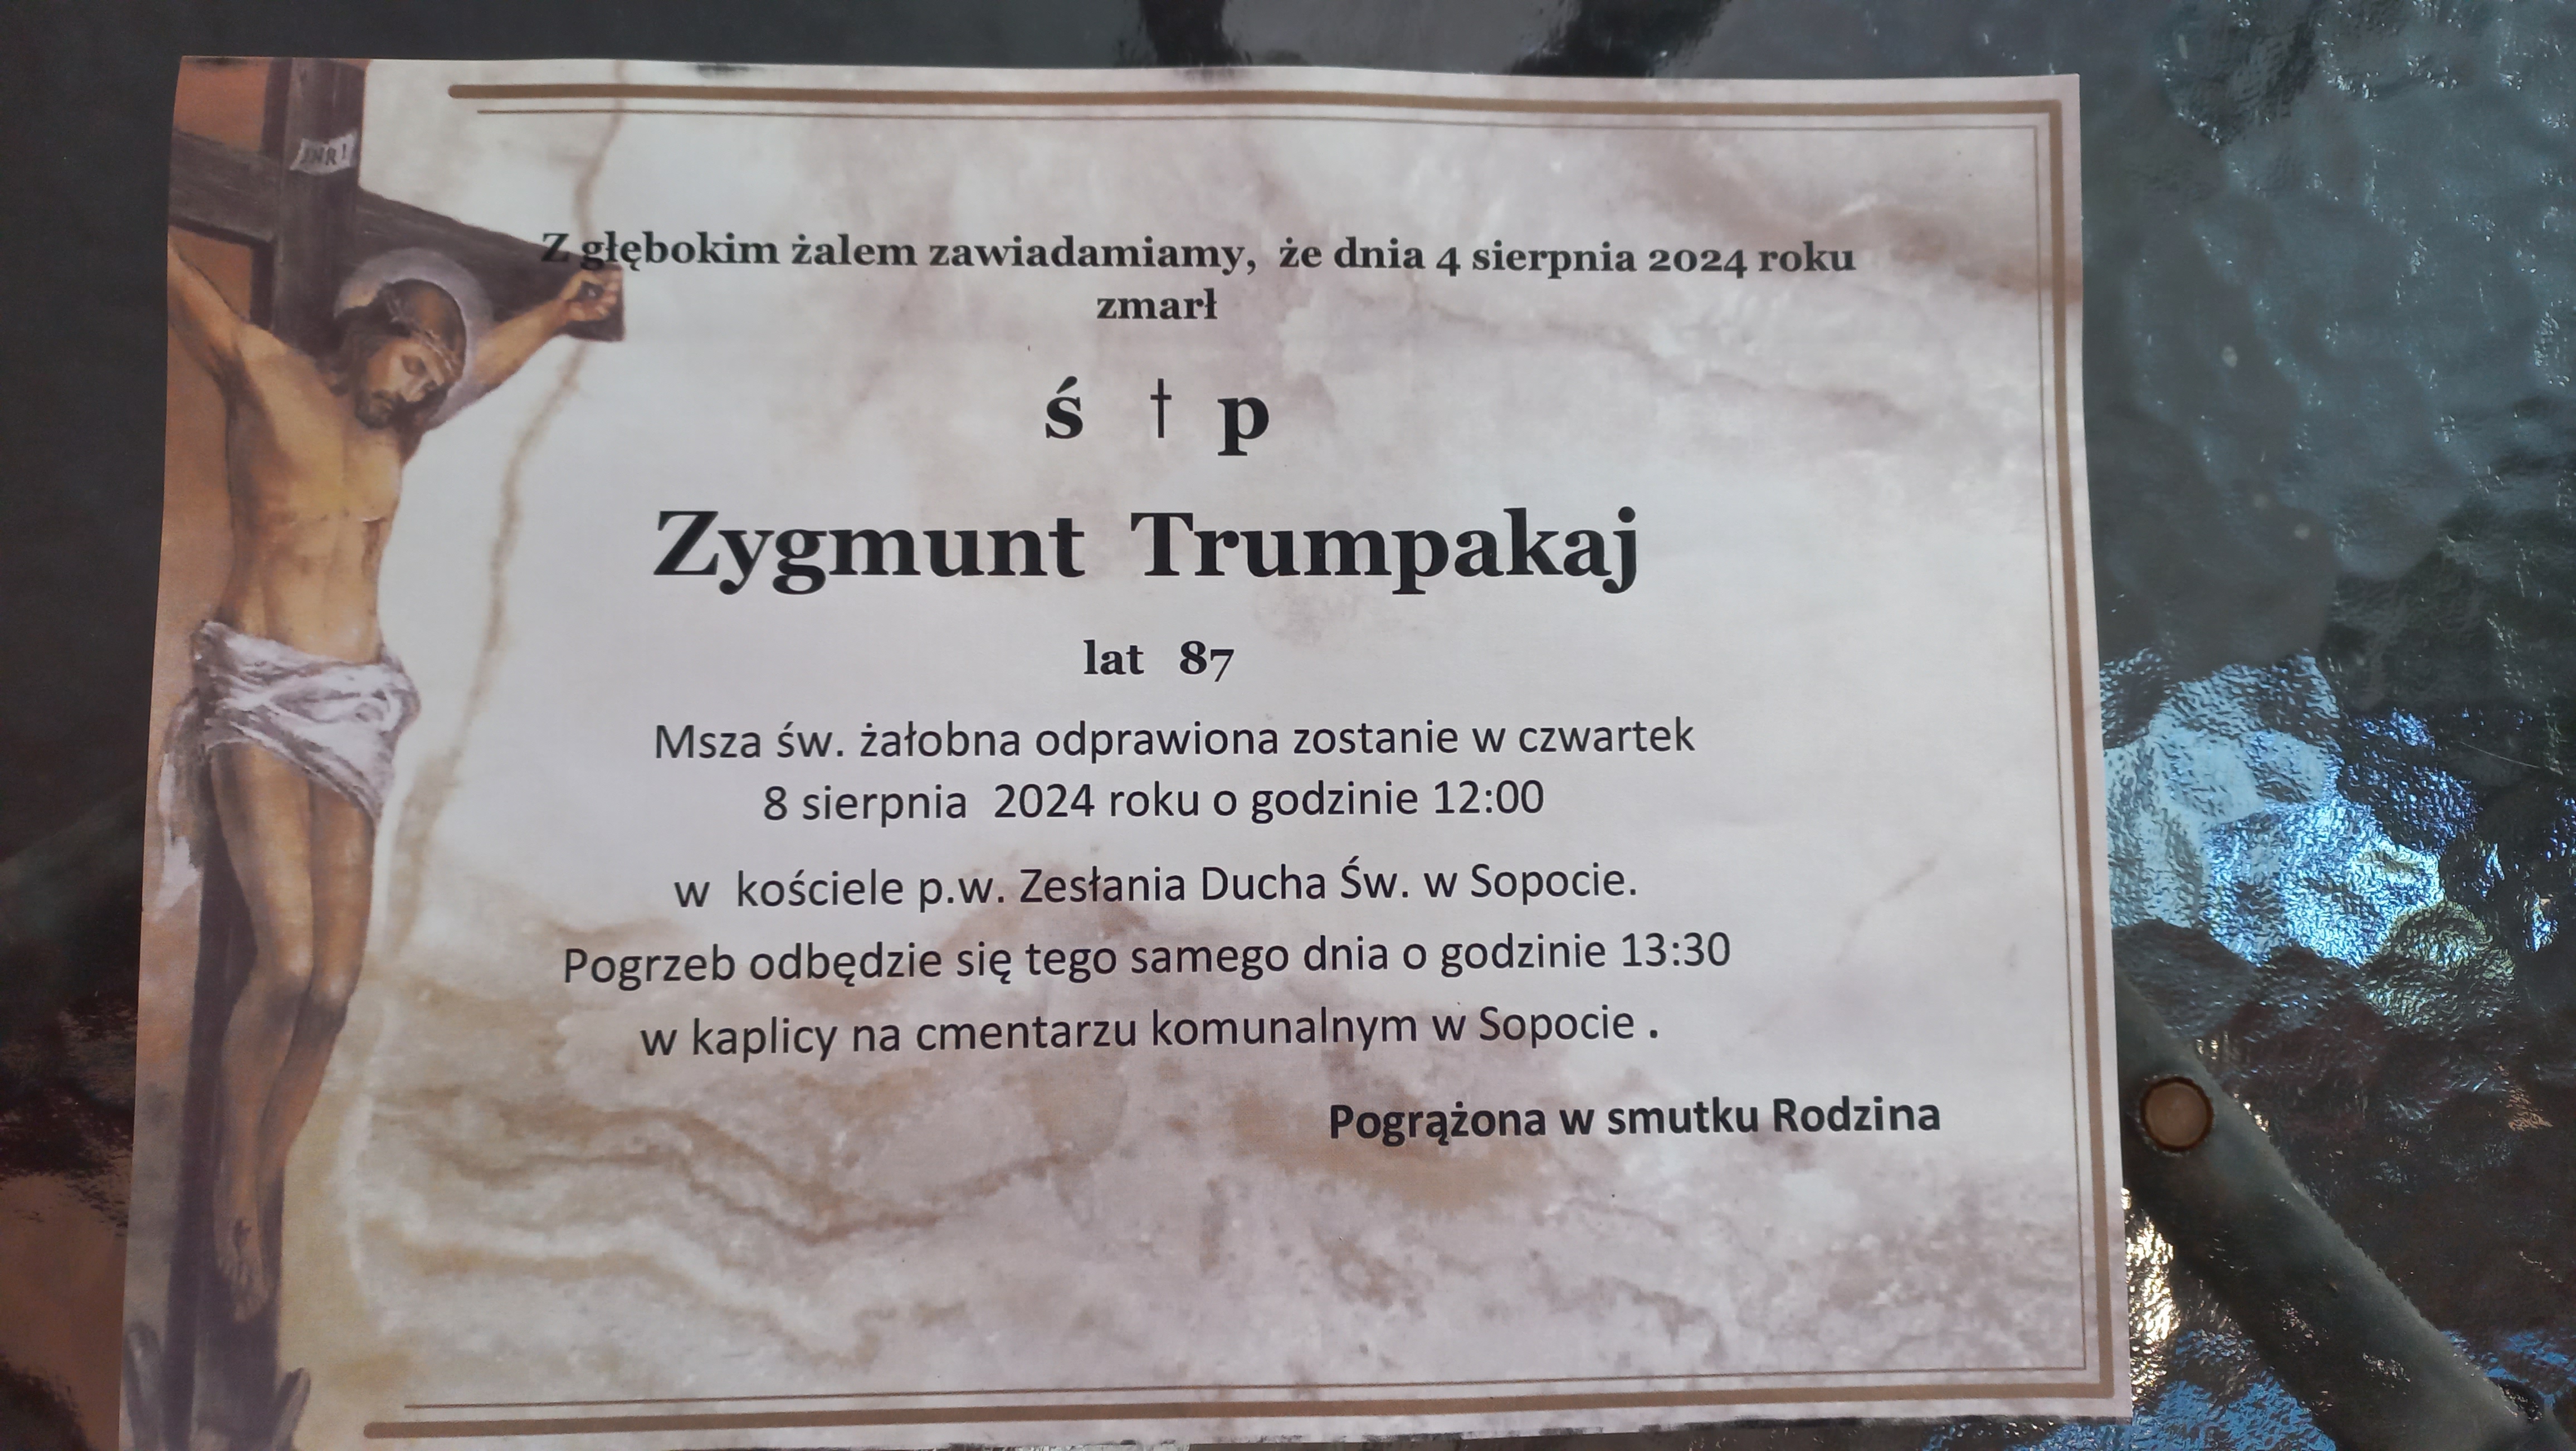 INRI
Z głębokim żalem zawiadamiamy, że dnia 4 sierpnia 2024 roku
zmarł
ś † p
Zygmunt Trumpakaj
lat 87
Msza św. żałobna odprawiona zostanie w czwartek
8 sierpnia 2024 roku o godzinie 12:00
w kościele p.w. Zesłania Ducha Św. w Sopocie.
Pogrzeb odbędzie się tego samego dnia o godzinie 13:30
w kaplicy na cmentarzu komunalnym w Sopocie .
Pogrążona w smutku Rodzina